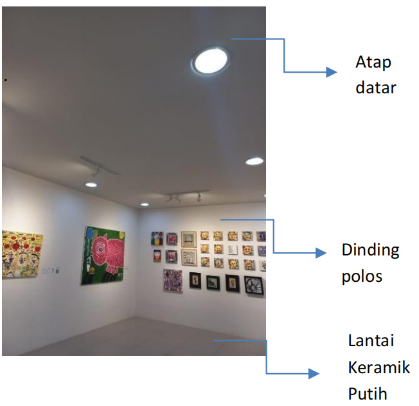 Atap
datar
Dinding
polos
Lantai
Keramik
Putih